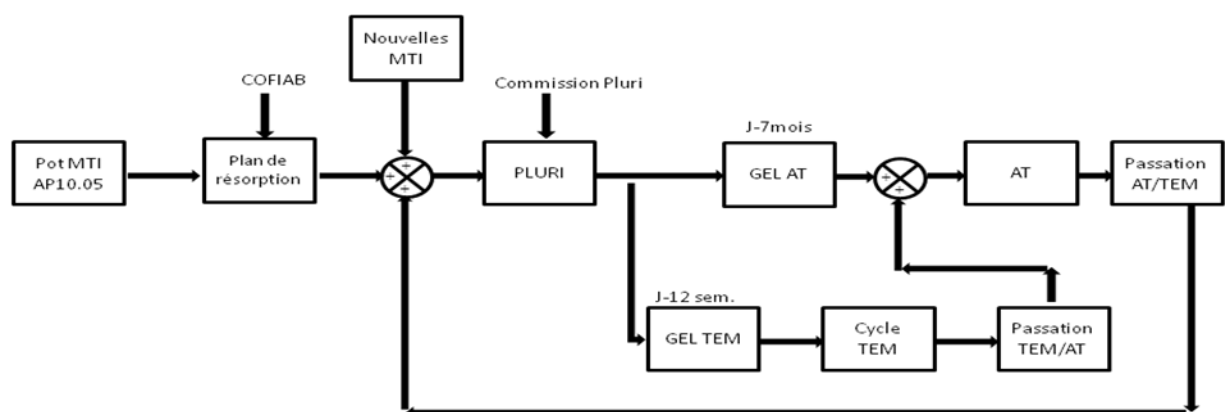 Nouvelles
MTI
COFIAB
Commission Pluri
J-7mois
Pot MTI
AP10.05
Plan de
résorption
+
+
+
PLURI
GEL AT
+
+
AT
Passation
AT/TEM
J-12 sem.
GEL TEM
Cycle
TEM
Passation
TEM/AT